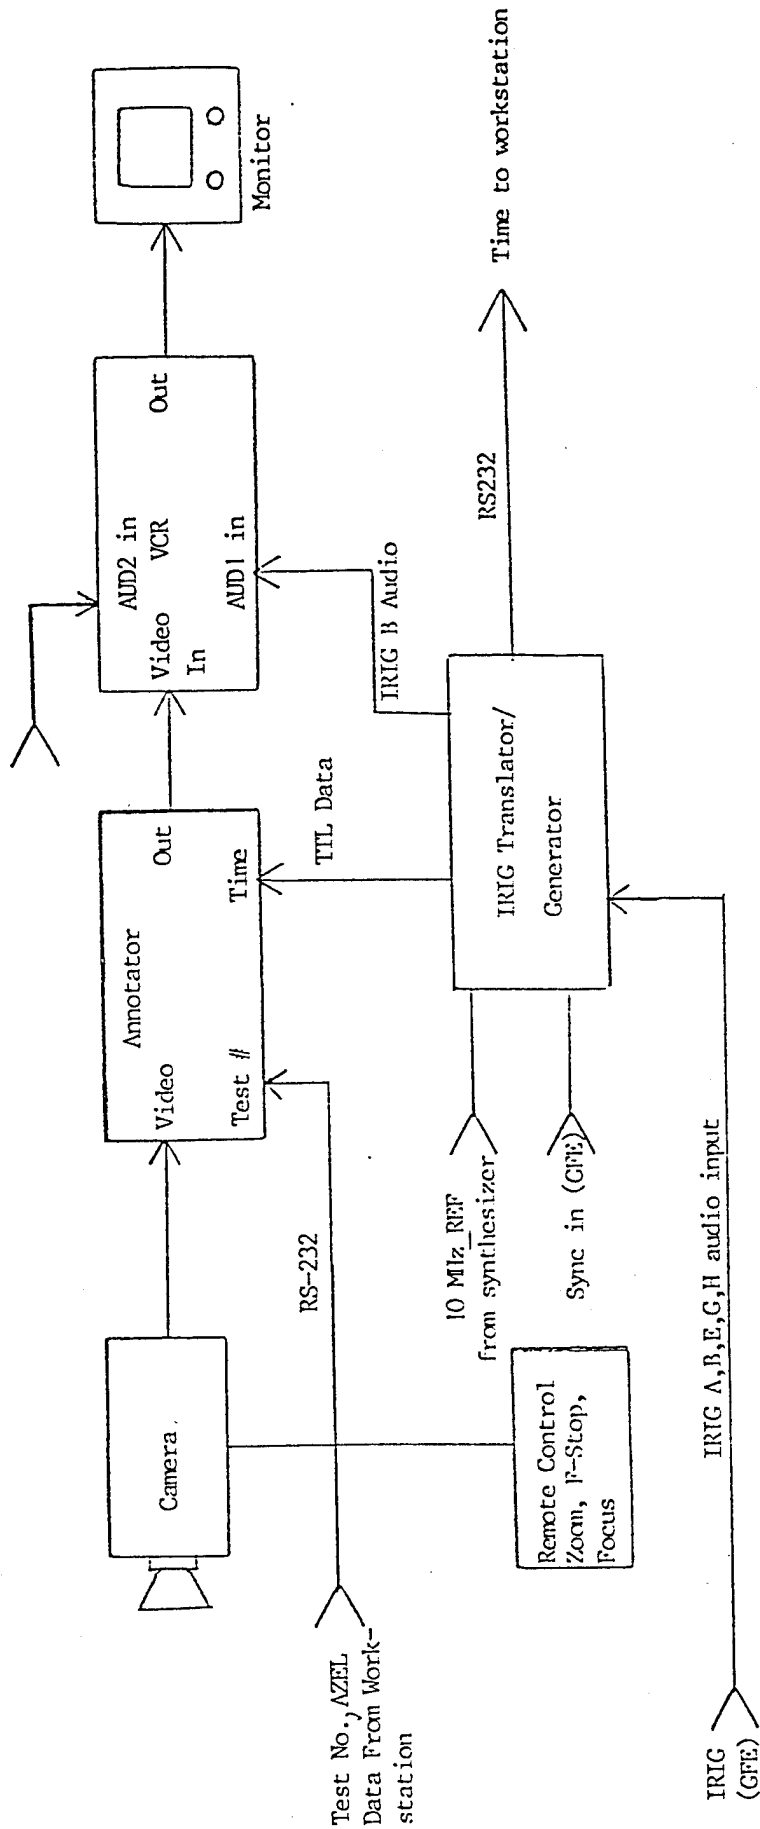 Camera
Annotator
Video
Out
Test #
Time
AUD2 in
VCR
Video
In
Out
AUD1 in
Monitor
RS-232
TTL Data
IRIG B Audio
Test No., AZEL
Data From Work-
station
Remote Control
Zoom, F-Stop,
Focus
10 MHz REF
from synthesizer
Sync in (GFE)
IRIG Translator/
Generator
RS232
Time to workstation
IRIG
(GFE)
IRIG A,B,E,G,H audio input